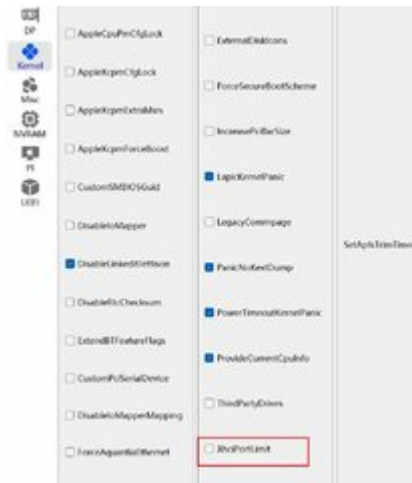 DP
Kernel
Misc
NVRAM
PI
UEFI
AppleCpuPmCfgLock
AppleXcpmCfgLock
AppleXcpmExtraMsrs
AppleXcpmForceBoost
CustomSMBIOSGuid
DisableIoMapper
DisableLinkeditJettison
DisableRtcChecksum
ExtendBTFeatureFlags
CustomPciSerialDevice
DisableIoMapperMapping
ForceAquantiaEthernet
ExternalDiskIcons
ForceSecureBootScheme
IncreasePciBarSize
LapicKernelPanic
LegacyCommpage
PanicNoKextDump
PowerTimeoutKernelPanic
ProvideCurrentCpuInfo
ThirdPartyDrives
XhciPortLimit
SetApfsTrimTimeo